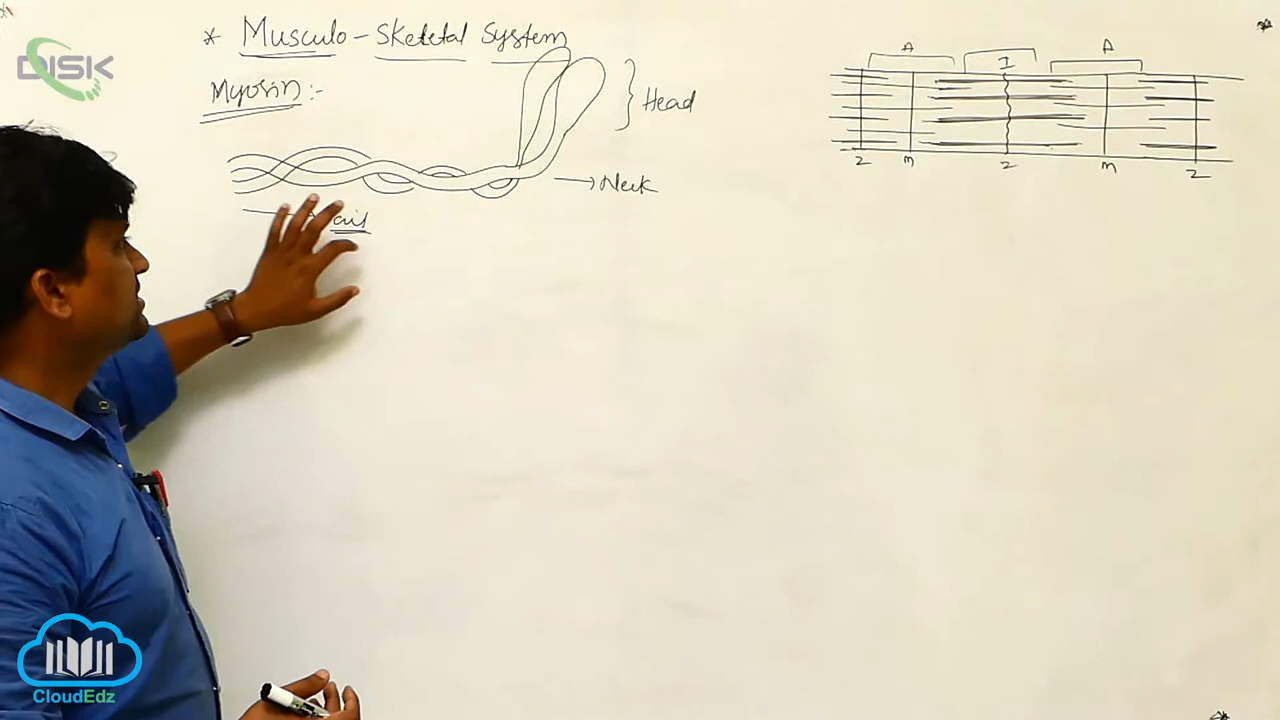 * Musculo-Skeletal System
DISK
Myosin:-
Head
Neck
A I A
Z M Z M Z
CloudEdz